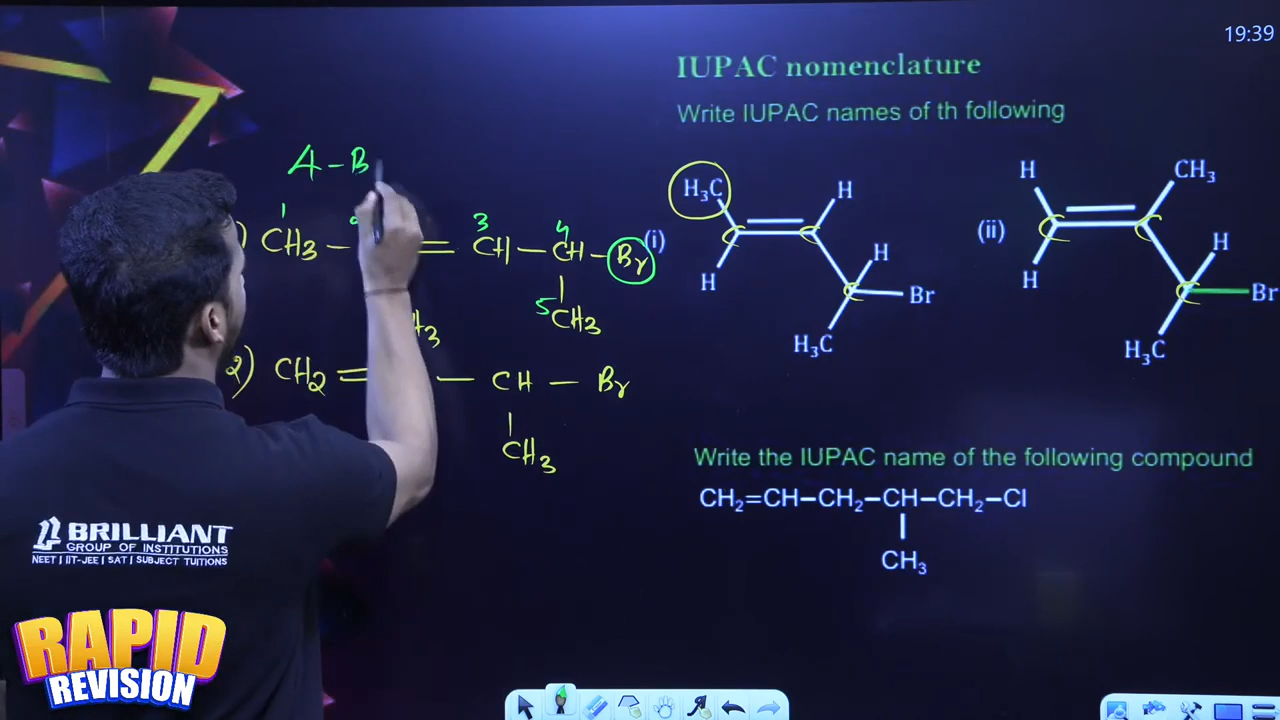 19:39
IUPAC nomenclature
Write IUPAC names of th following
A - B
1 3 4
) CH3 — = CH — CH — Br
5 CH3
H3
2) CH2 = — CH — Br
CH3
(i)
H3C H
H H
Br
H3C
(ii)
H CH3
H H
Br
H3C
Write the IUPAC name of the following compound
CH2=CH–CH2–CH–CH2–Cl
CH3
BRILLIANT
GROUP OF INSTITUTIONS
NEET | IIT-JEE | SAT | SUBJECT TUITIONS
RAPID
REVISION